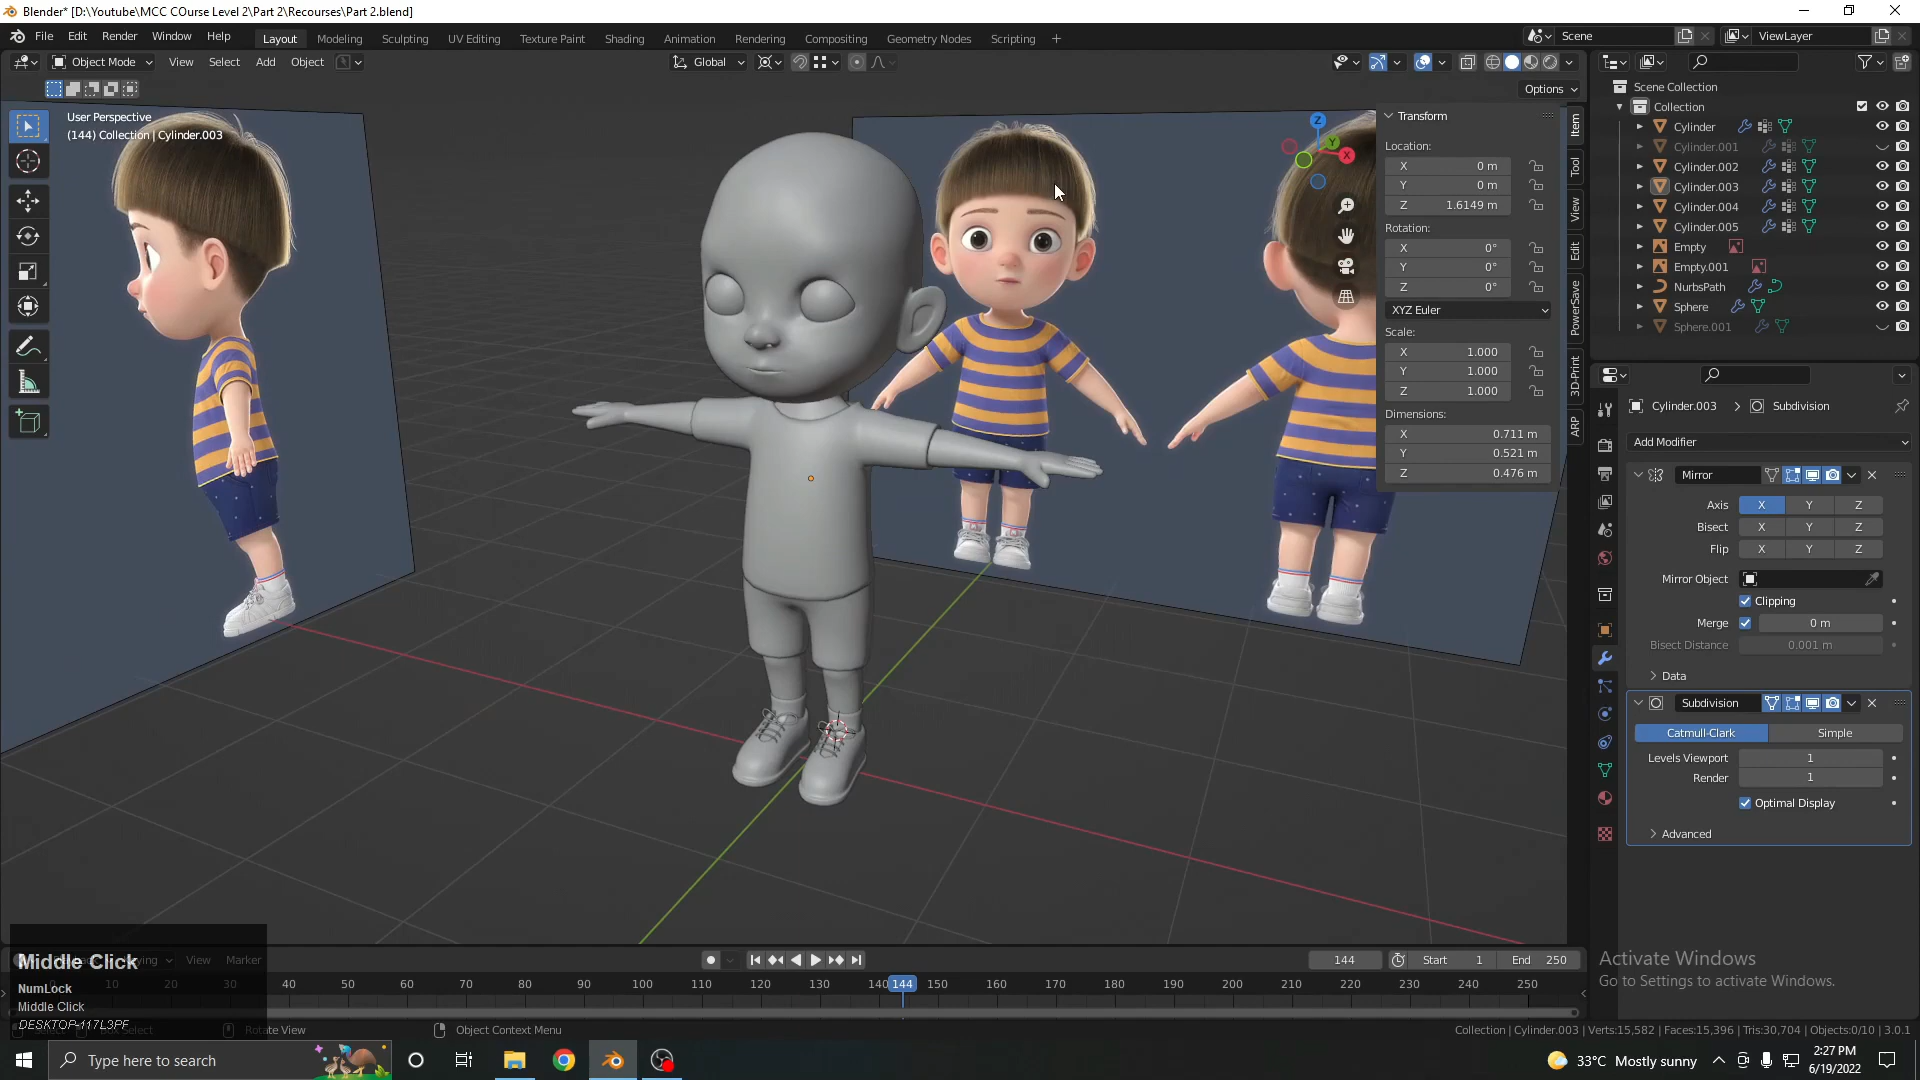 Blender* [D:\Youtube\MCC COurse Level 2\Part 2\Recourses\Part 2.blend]
File Edit Render Window Help Layout Modeling Sculpting UV Editing Texture Paint Shading Animation Rendering Compositing Geometry Nodes Scripting + Scene ViewLayer
Object Mode View Select Add Object Global
Options
User Perspective
(144) Collection | Cylinder.003
Transform
Location:
X 0 m
Y 0 m
Z 1.6149 m
Rotation:
X 0°
Y 0°
Z 0°
XYZ Euler
Scale:
X 1.000
Y 1.000
Z 1.000
Dimensions:
X 0.711 m
Y 0.521 m
Z 0.476 m
Z
Y
X
Item
Tool
View
Edit
PowerSave
3D-Print
ARP
Scene Collection
Collection
Cylinder
Cylinder.001
Cylinder.002
Cylinder.003
Cylinder.004
Cylinder.005
Empty
Empty.001
NurbsPath
Sphere
Sphere.001
Cylinder.003 > Subdivision
Add Modifier
Mirror
Axis X Y Z
Bisect X Y Z
Flip X Y Z
Mirror Object
Clipping
Merge 0 m
Bisect Distance 0.001 m
Data
Subdivision
Catmull-Clark Simple
Levels Viewport 1
Render 1
Optimal Display
Advanced
Middle Click
NumLock
Middle Click
DESKTOP-117L3PF
View Marker
144 Start 1 End 250
10 20 30 40 50 60 70 80 90 100 110 120 130 140 144 150 160 170 180 190 200 210 220 230 240 250
Box Select Rotate View Object Context Menu
Collection | Cylinder.003 | Verts:15,582 | Faces:15,396 | Tris:30,704 | Objects:0/10 | 3.0.1
Activate Windows
Go to Settings to activate Windows.
Type here to search
33°C Mostly sunny
2:27 PM
6/19/2022